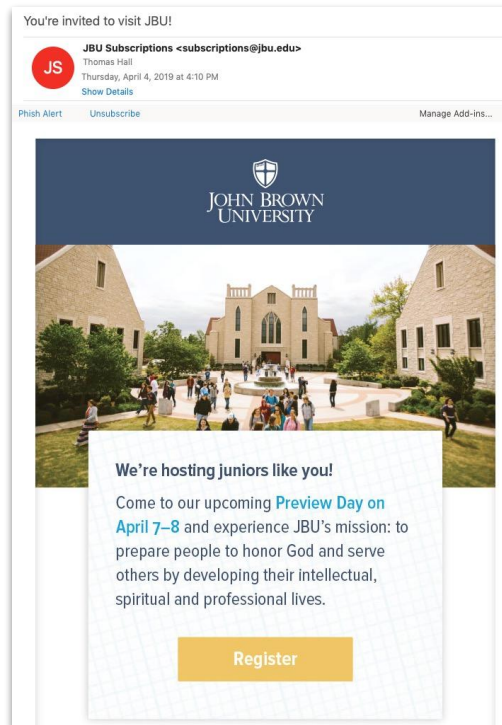 You're invited to visit JBU!
JS
JBU Subscriptions <subscriptions@jbu.edu>
Thomas Hall
Thursday, April 4, 2019 at 4:10 PM
Show Details
Phish Alert Unsubscribe Manage Add-ins...
JOHN BROWN
UNIVERSITY
We're hosting juniors like you!
Come to our upcoming Preview Day on
April 7–8 and experience JBU's mission: to
prepare people to honor God and serve
others by developing their intellectual,
spiritual and professional lives.
Register